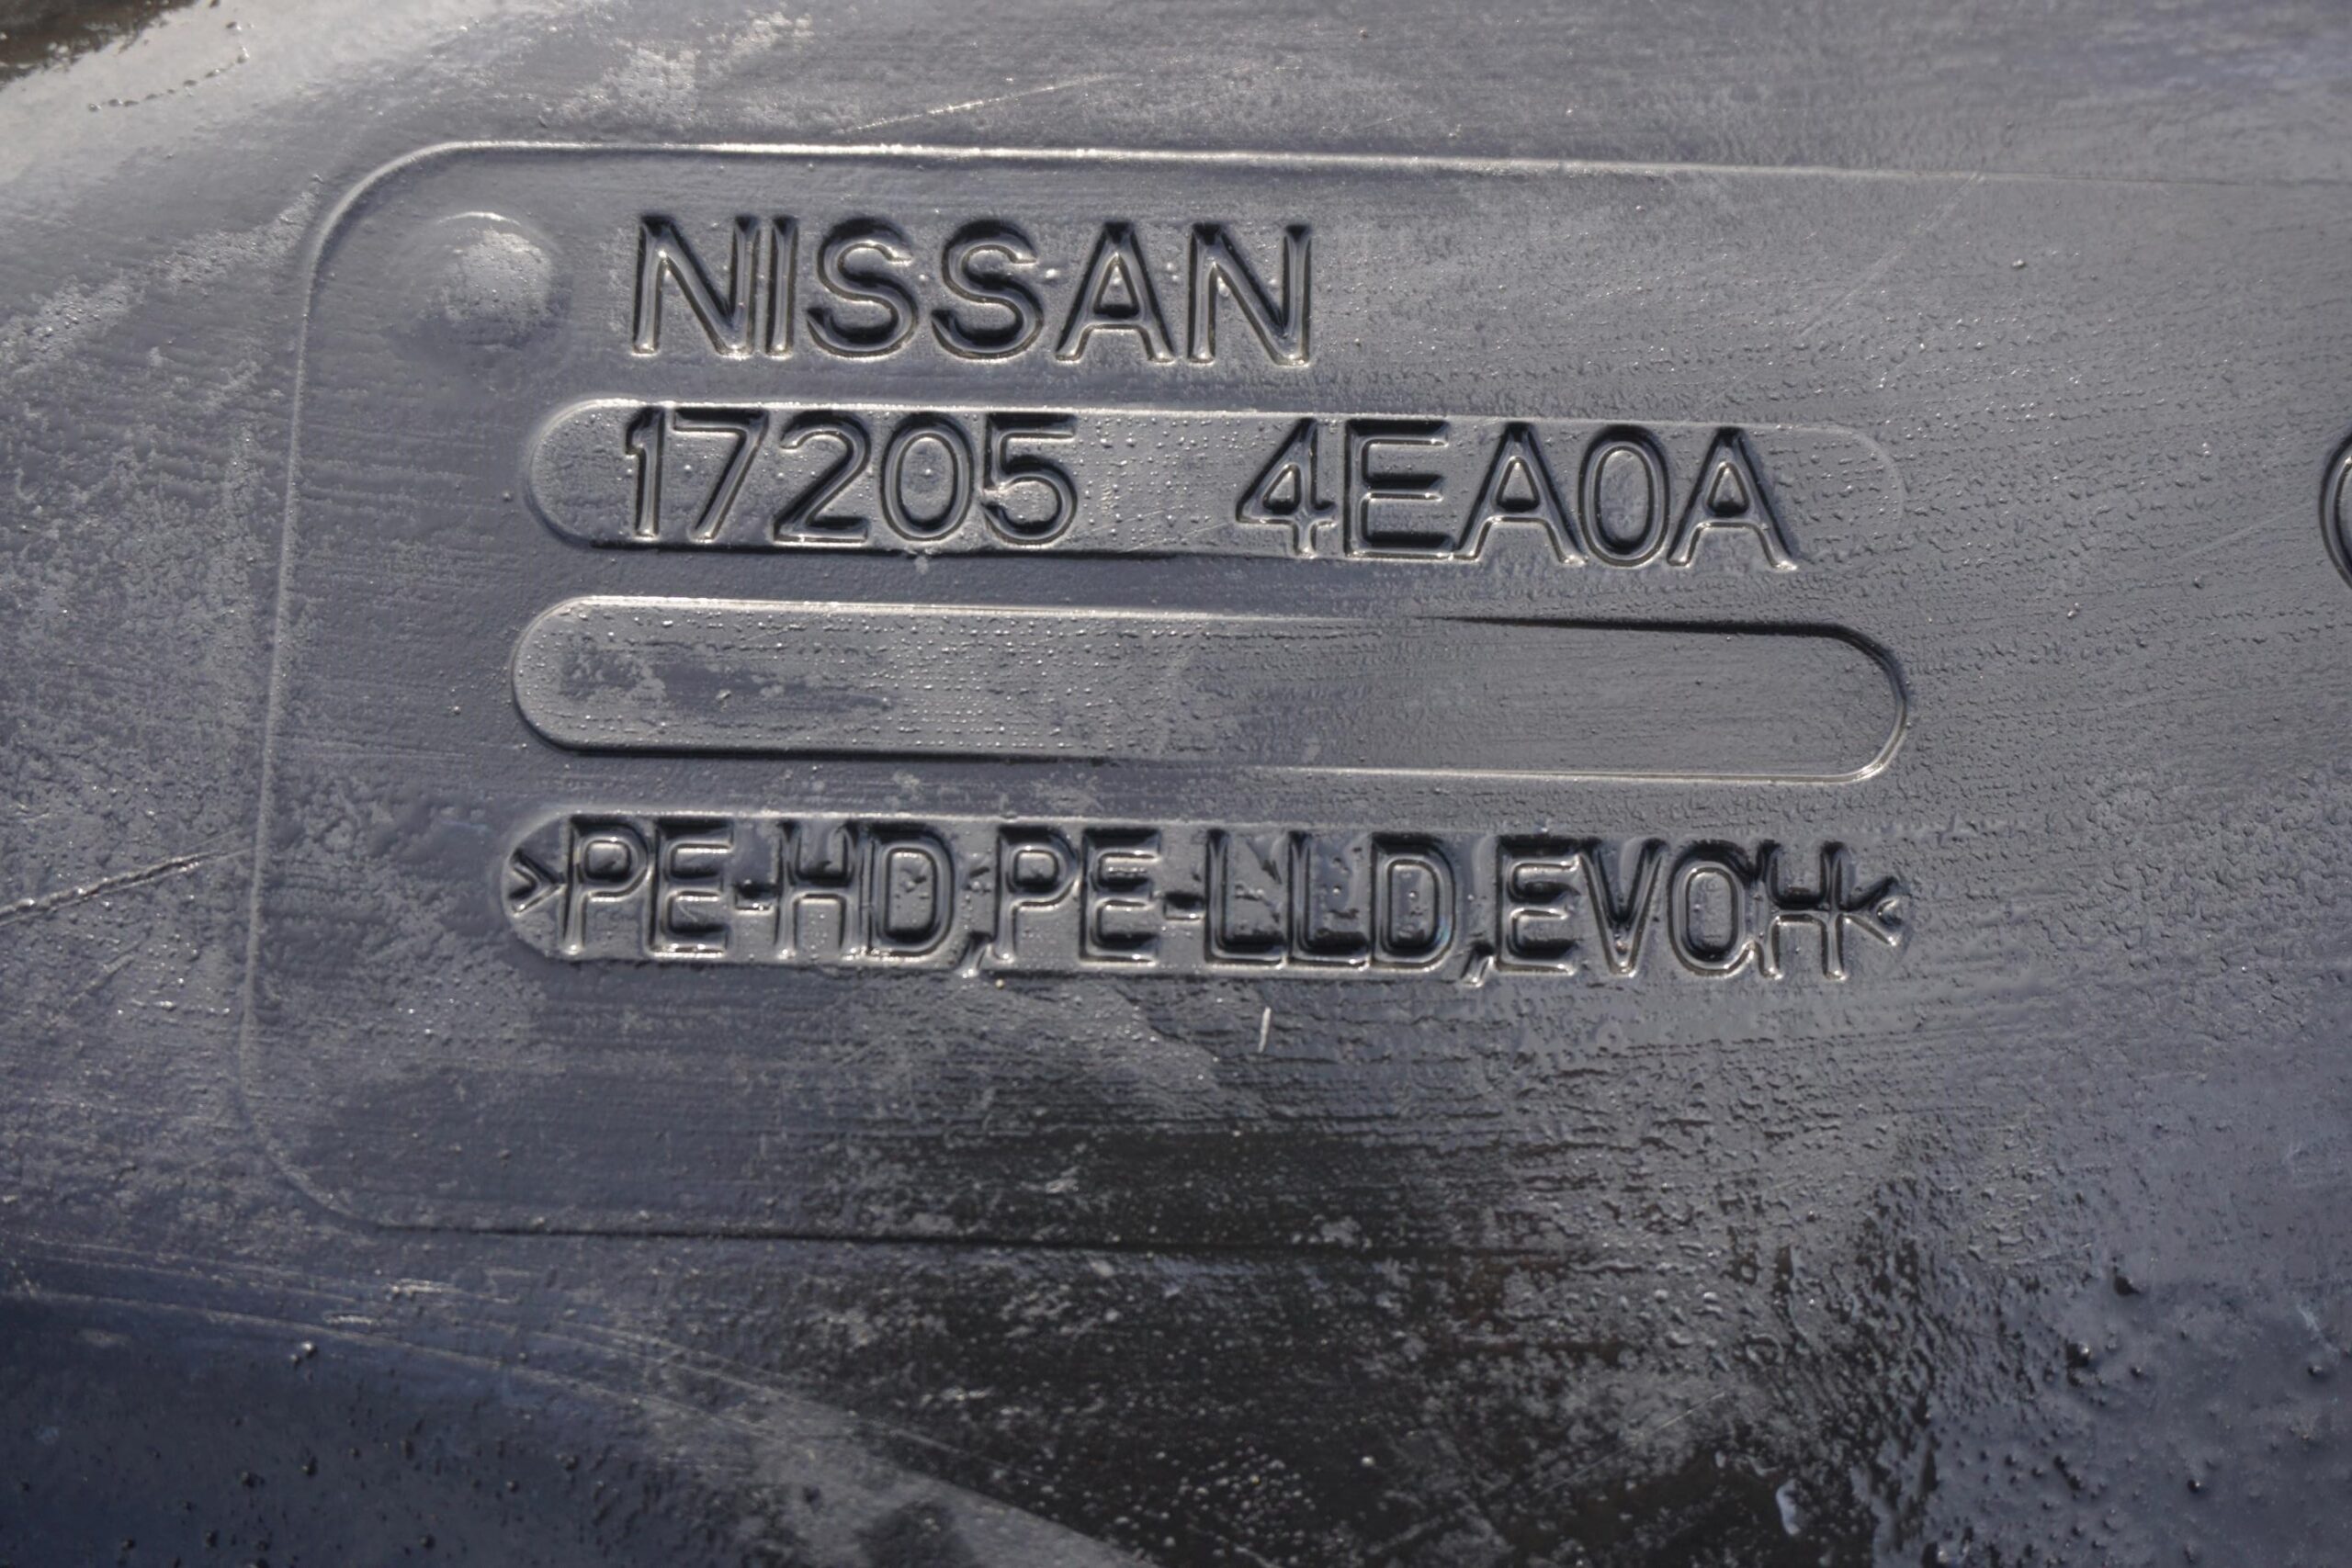 NISSAN
17205 4EA0A
>PE-HD,PE-LLD,EVOH<